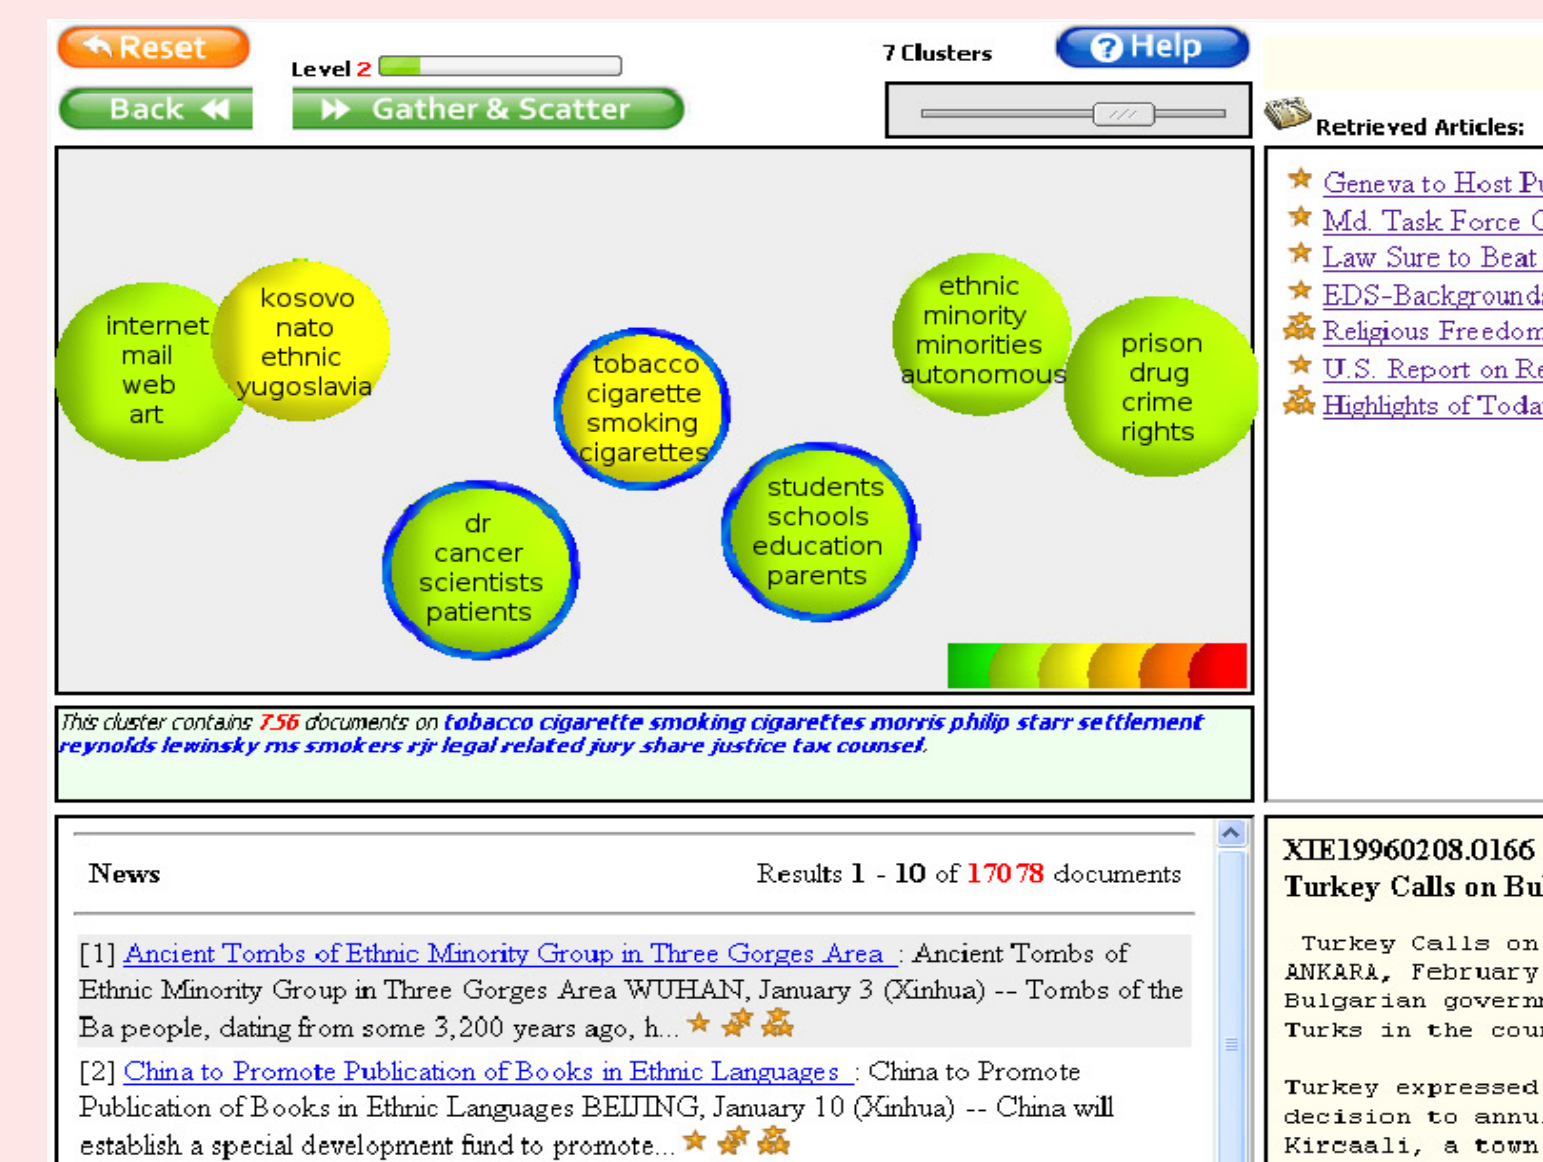 Reset
Level 2
7 Clusters
Help
Back
Gather & Scatter
Retrieved Articles:
internet
mail
web
art
kosovo
nato
ethnic
yugoslavia
tobacco
cigarette
smoking
cigarettes
ethnic
minority
minorities
autonomous
prison
drug
crime
rights
dr
cancer
scientists
patients
students
schools
education
parents
Geneva to Host
Md. Task Force
Law Sure to Beat
Religious Freedom
U.S. Report on
Highlights of
This cluster contains 756 documents on tobacco cigarette smoking cigarettes morris philip starr settlement
reynolds lewinsky ms smokers rjr legal related jury share justice tax counsel.
News
Results 1 - 10 of 17078 documents
[1] Ancient Tombs of Ethnic Minority Group in Three Gorges Area : Ancient Tombs of
Ethnic Minority Group in Three Gorges Area WUHAN, January 3 (Xinhua) -- Tombs of the
Ba people, dating from some 3,200 years ago, h...
[2] China to Promote Publication of Books in Ethnic Languages : China to Promote
Publication of Books in Ethnic Languages BEIJING, January 10 (Xinhua) -- China will
establish a special development fund to promote...
XIE19960208.0166
Turkey Calls on
Turkey Calls on
ANKARA, February
Bulgarian
Turks in the
Turkey expressed
decision to
Kircaali, a town